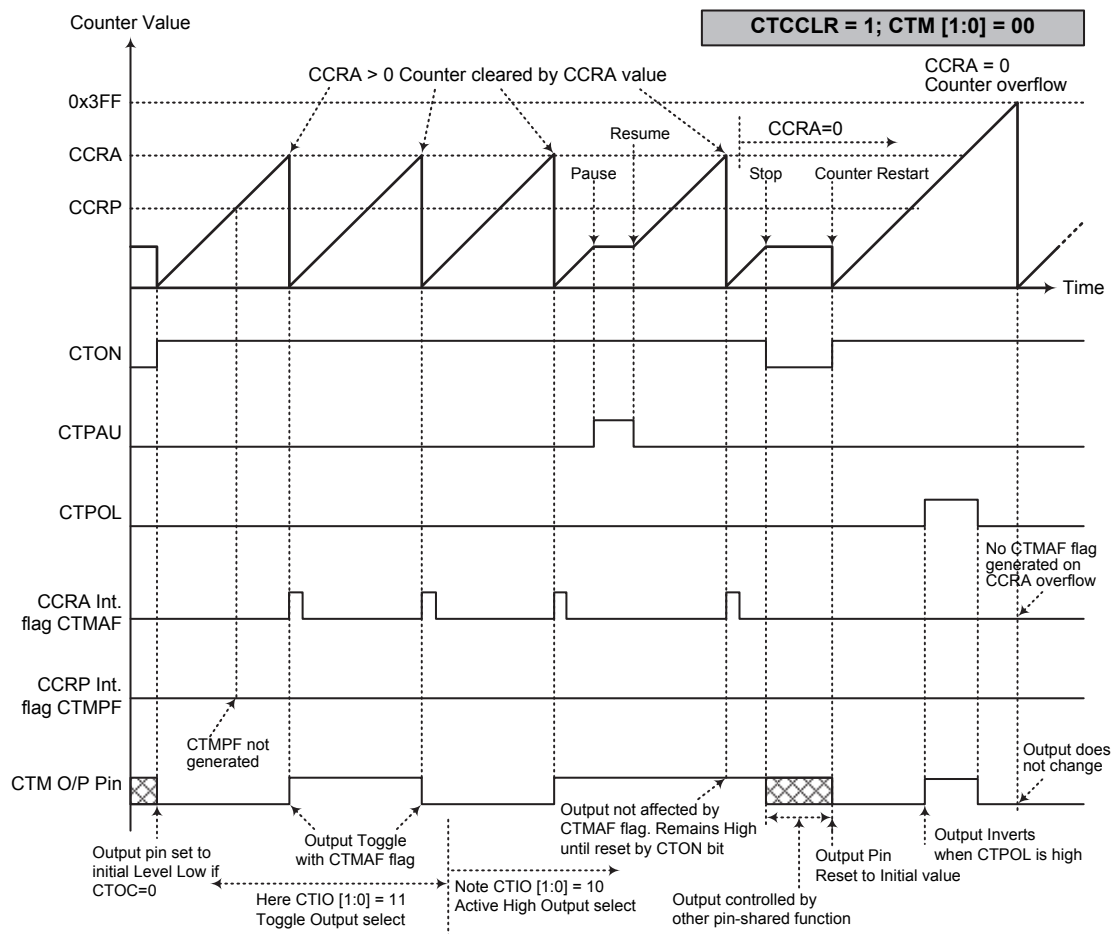 Counter Value
CTCCLR = 1; CTM [1:0] = 00
CCRA > 0 Counter cleared by CCRA value
CCRA = 0
Counter overflow
0x3FF
Resume
CCRA=0
CCRA
Pause
Stop
Counter Restart
CCRP
Time
CTON
CTPAU
CTPOL
No CTMAF flag
generated on
CCRA overflow
CCRA Int.
flag CTMAF
CCRP Int.
flag CTMPF
CTMPF not
generated
CTM O/P Pin
Output does
not change
Output pin set to
initial Level Low if
CTOC=0
Output Toggle
with CTMAF flag
Output not affected by
CTMAF flag. Remains High
until reset by CTON bit
Output Pin
Reset to Initial value
Output Inverts
when CTPOL is high
Here CTIO [1:0] = 11
Toggle Output select
Note CTIO [1:0] = 10
Active High Output select
Output controlled by
other pin-shared function